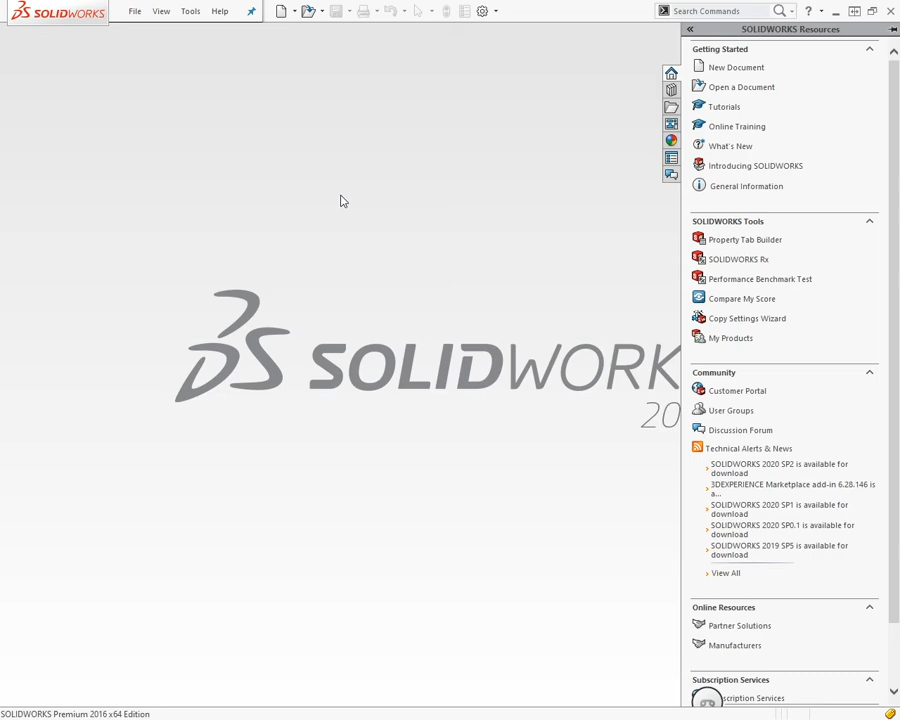 SOLIDWORKS File View Tools Help Search Commands
SOLIDWORKS Resources
Getting Started
New Document
Open a Document
Tutorials
Online Training
What's New
Introducing SOLIDWORKS
General Information
SOLIDWORKS Tools
Property Tab Builder
SOLIDWORKS Rx
Performance Benchmark Test
Compare My Score
Copy Settings Wizard
My Products
SOLIDWORK
20
Community
Customer Portal
User Groups
Discussion Forum
Technical Alerts & News
SOLIDWORKS 2020 SP2 is available for
download
3DEXPERIENCE Marketplace add-in 6.28.146 is
a...
SOLIDWORKS 2020 SP1 is available for
download
SOLIDWORKS 2020 SP0.1 is available for
download
SOLIDWORKS 2019 SP5 is available for
download
View All
Online Resources
Partner Solutions
Manufacturers
Subscription Services
scription Services
SOLIDWORKS Premium 2016 x64 Edition